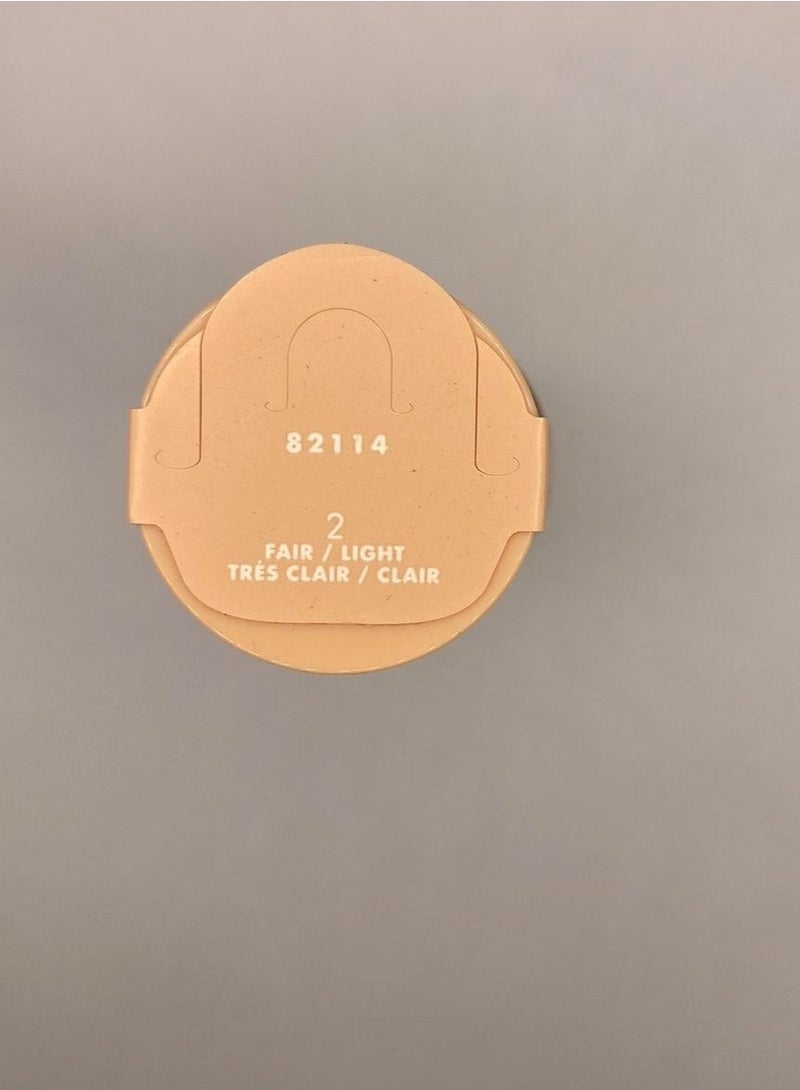 82114
2
FAIR / LIGHT
TRÉS CLAIR / CLAIR